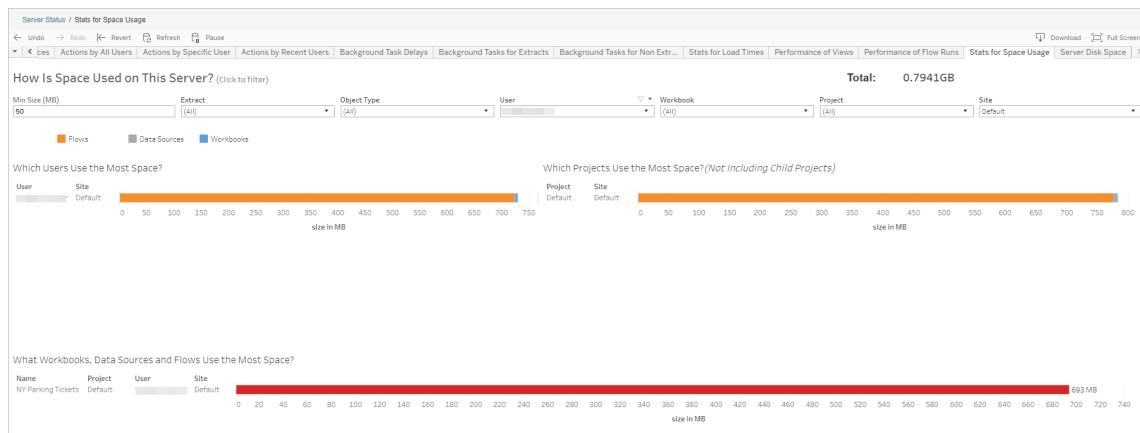 Server Status / Stats for Space Usage
Undo Redo Revert Refresh Pause Download Full Screen
ces Actions by All Users Actions by Specific User Actions by Recent Users Background Task Delays Background Tasks for Extracts Background Tasks for Non Extr... Stats for Load Times Performance of Views Performance of Flow Runs Stats for Space Usage Server Disk Space
How Is Space Used on This Server? (Click to filter) Total: 0.7941GB
Min Size (MB) Extract Object Type User Workbook Project Site
50 (All) (All) (All) (All) Default
Flows Data Sources Workbooks
Which Users Use the Most Space? Which Projects Use the Most Space? (Not Including Child Projects)
User Site Project Site
Default Default Default
0 50 100 150 200 250 300 350 400 450 500 550 600 650 700 750 0 50 100 150 200 250 300 350 400 450 500 550 600 650 700 750 800
size in MB size in MB
What Workbooks, Data Sources and Flows Use the Most Space?
Name Project User Site
NY Parking Tickets Default Default 693 MB
0 20 40 60 80 100 120 140 160 180 200 220 240 260 280 300 320 340 360 380 400 420 440 460 480 500 520 540 560 580 600 620 640 660 680 700 720 740
size in MB